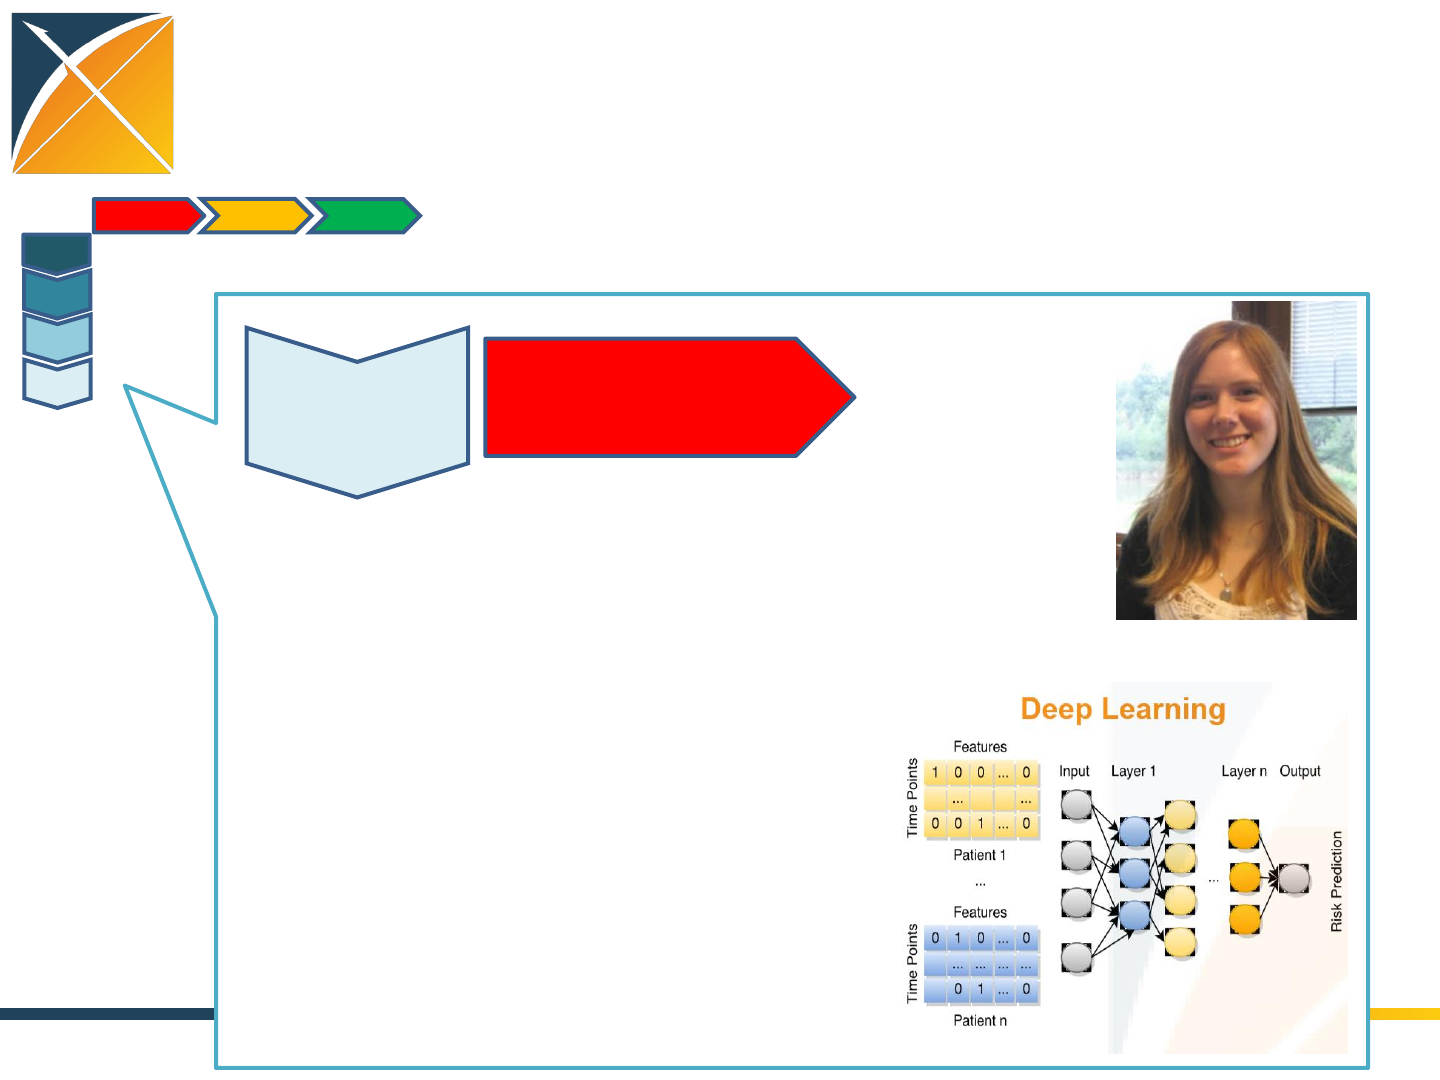 Deep Learning
Features
Time Points
1 0 0 ... 0
... ...
0 0 1 ... 0
Patient 1
...
Features
Time Points
0 1 0 ... 0
... ... ... ...
0 1 ... 0
Patient n
Input Layer 1 Layer n Output
...
Risk Prediction